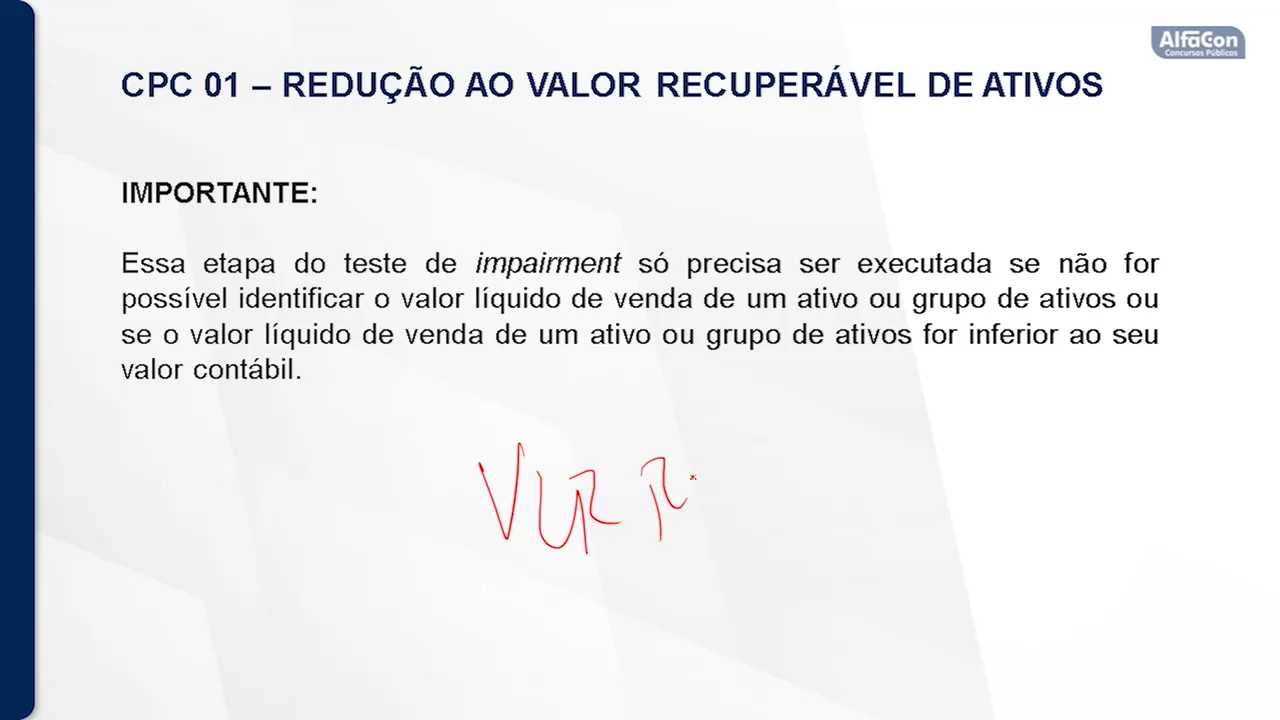 AlfaCon
Concursos Públicos
CPC 01 – REDUÇÃO AO VALOR RECUPERÁVEL DE ATIVOS
IMPORTANTE:
Essa etapa do teste de impairment só precisa ser executada se não for
possível identificar o valor líquido de venda de um ativo ou grupo de ativos ou
se o valor líquido de venda de um ativo ou grupo de ativos for inferior ao seu
valor contábil.
VLR R